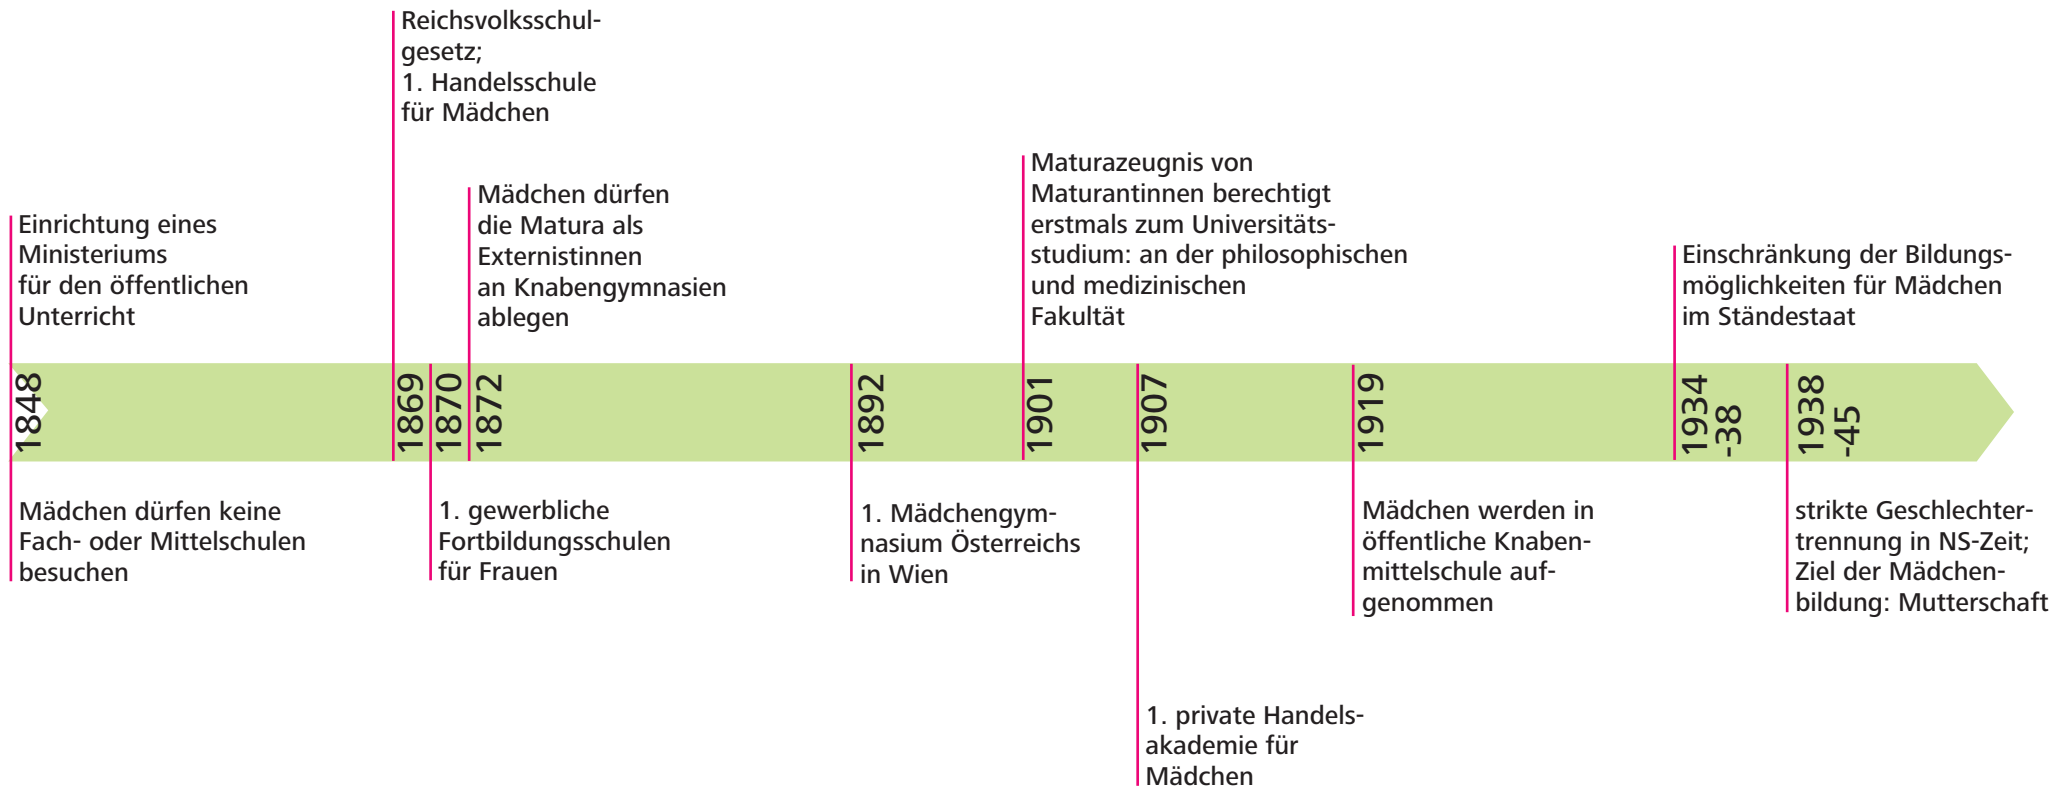 Reichsvolksschul-
gesetz;
1. Handelsschule
für Mädchen
Maturazeugnis von
Maturantinnen berechtigt
erstmals zum Universitäts-
studium: an der philosophischen
und medizinischen
Fakultät
Mädchen dürfen
die Matura als
Externistinnen
an Knabengymnasien
ablegen
Einrichtung eines
Ministeriums
für den öffentlichen
Unterricht
Einschränkung der Bildungs-
möglichkeiten für Mädchen
im Ständestaat
1848
1869
1870
1872
1892
1901
1907
1919
1934
-38
1938
-45
Mädchen dürfen keine
Fach- oder Mittelschulen
besuchen
1. gewerbliche
Fortbildungsschulen
für Frauen
1. Mädchengym-
nasium Österreichs
in Wien
Mädchen werden in
öffentliche Knaben-
mittelschule auf-
genommen
strikte Geschlechter-
trennung in NS-Zeit;
Ziel der Mädchen-
bildung: Mutterschaft
1. private Handels-
akademie für
Mädchen